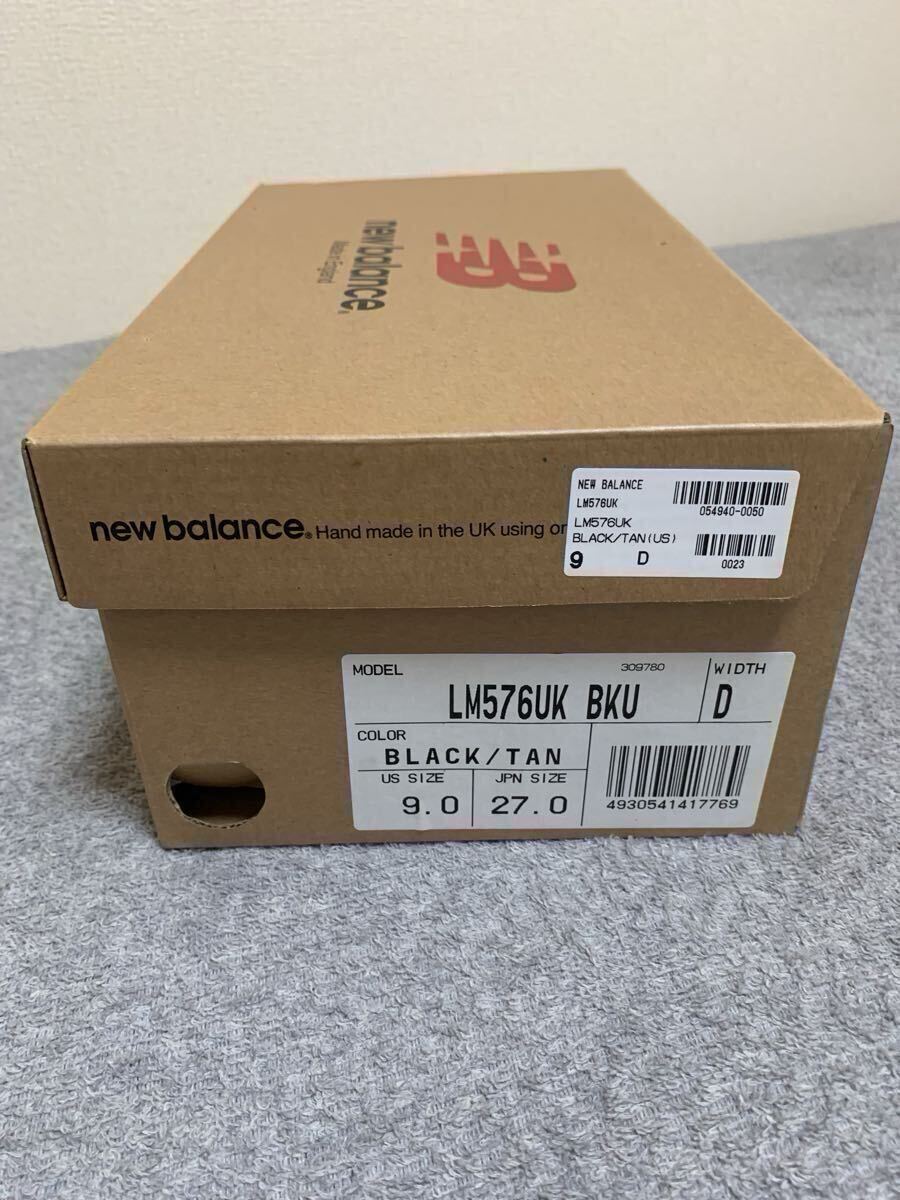 new balance
Made in England
new balance® Hand made in the UK using
NEW BALANCE
LM576UK
054940-0050
LM576UK
BLACK/TAN(US)
9 D
0023
MODEL
309780
WIDTH
LM576UK BKU
D
COLOR
BLACK/TAN
US SIZE
JPN SIZE
9.0
27.0
4930541417769